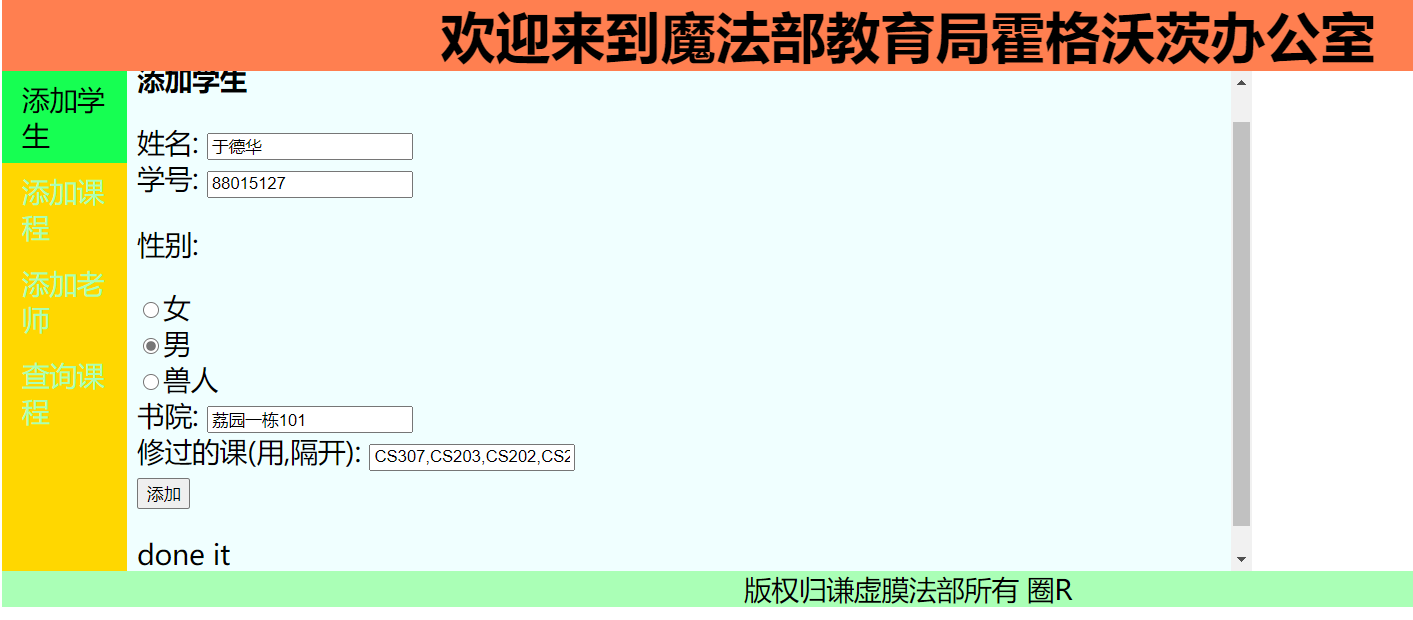 欢迎来到魔法部教育局霍格沃茨办公室
添加学
生
添加课
程
添加老
师
查询课
程
添加学生
姓名: 于德华
学号: 88015127
性别:
女
男
兽人
书院: 荔园一栋101
修过的课(用,隔开): CS307,CS203,CS202,CS2
添加
done it
版权归谦虚膜法部所有 圈R